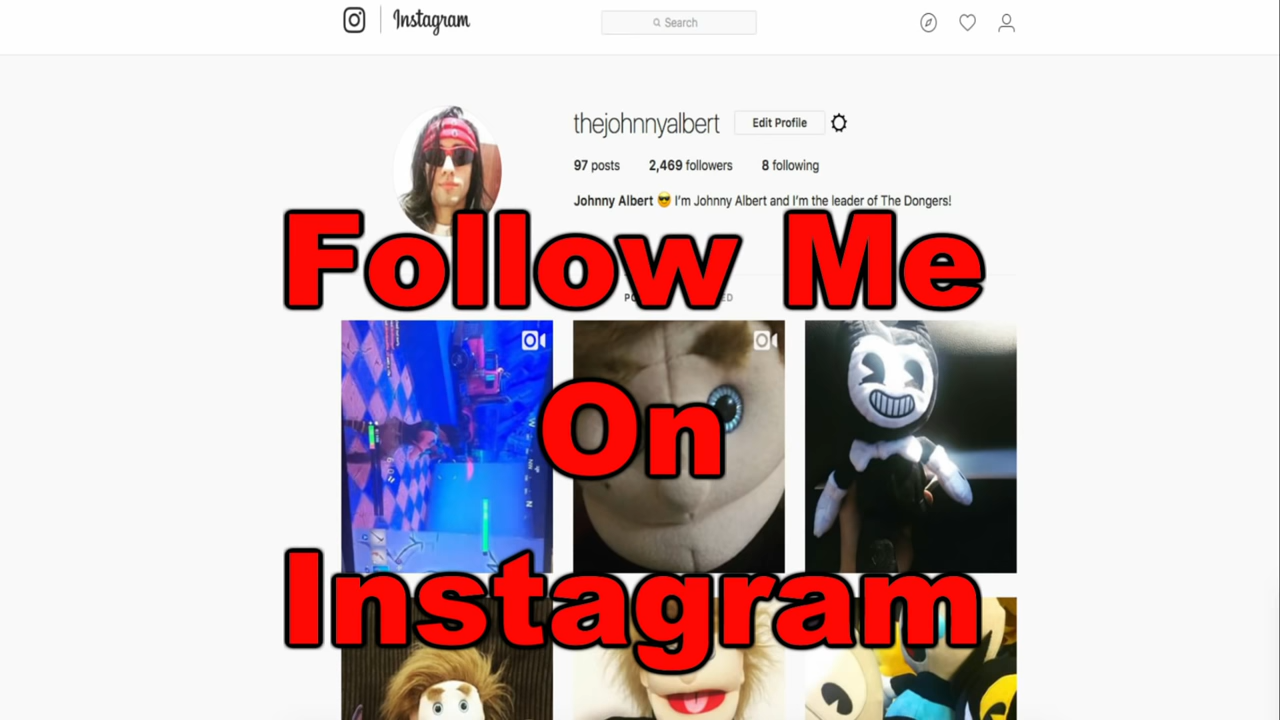 Instagram
Search
thejohnnyalbert
Edit Profile
97 posts 2,469 followers 8 following
Johnny Albert 😎 I'm Johnny Albert and I'm the leader of The Dongers!
Follow Me
On
Instagram